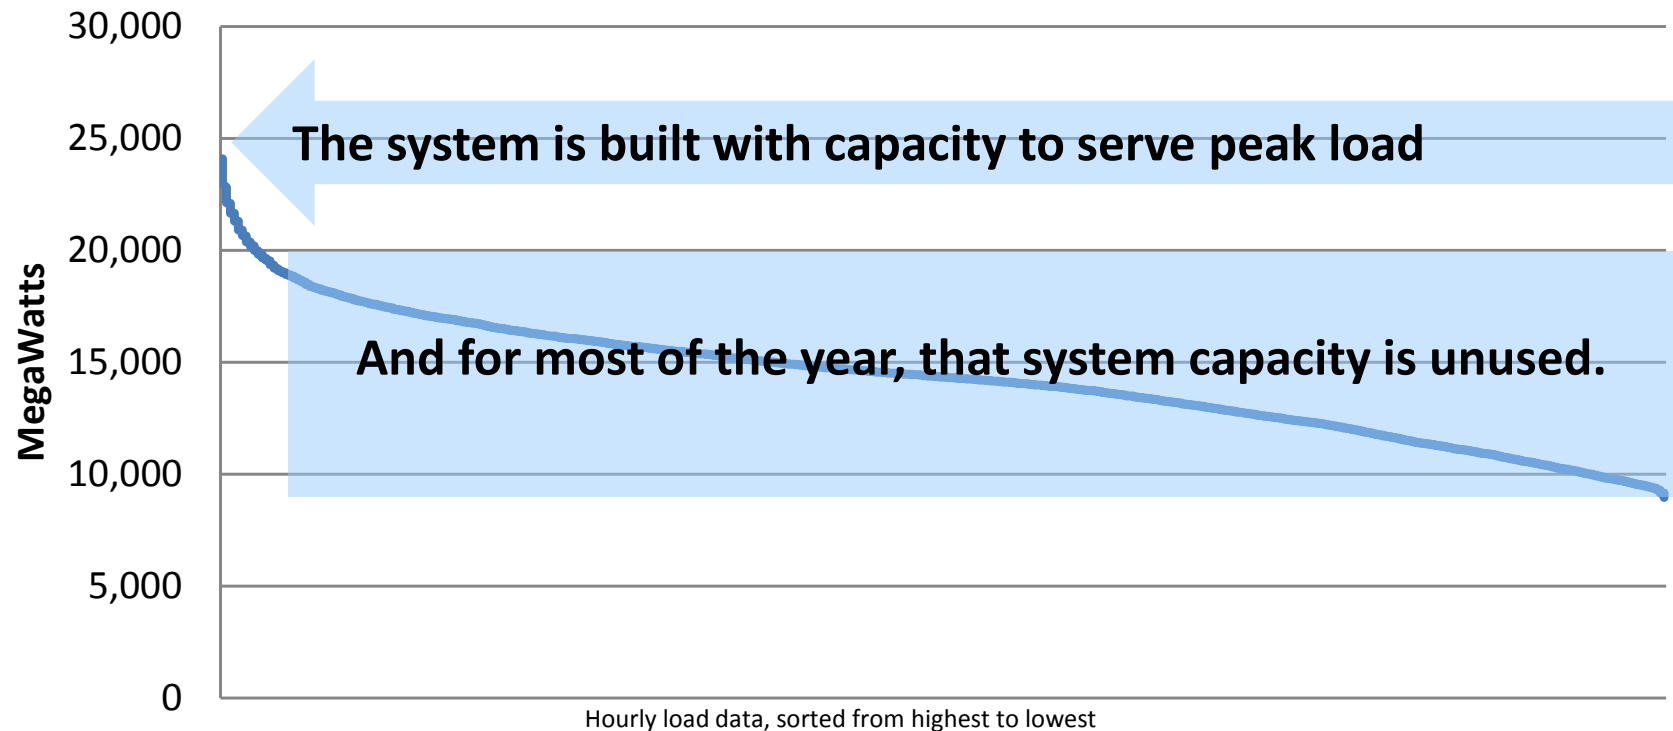 30,000
The system is built with capacity to serve peak load
25,000
20,000
And for most of the year, that system capacity is unused.
15,000
MegaWatts
10,000
5,000
0
Hourly load data, sorted from highest to lowest